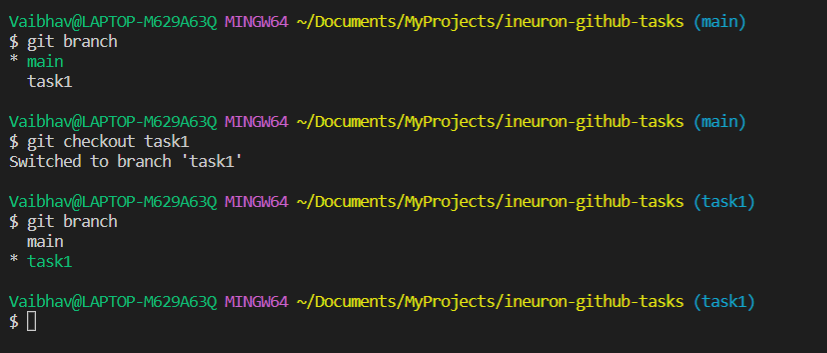 Vaibhav@LAPTOP-M629A63Q MINGW64 ~/Documents/MyProjects/ineuron-github-tasks (main)
$ git branch
* main
  task1
Vaibhav@LAPTOP-M629A63Q MINGW64 ~/Documents/MyProjects/ineuron-github-tasks (main)
$ git checkout task1
Switched to branch 'task1'
Vaibhav@LAPTOP-M629A63Q MINGW64 ~/Documents/MyProjects/ineuron-github-tasks (task1)
$ git branch
  main
* task1
Vaibhav@LAPTOP-M629A63Q MINGW64 ~/Documents/MyProjects/ineuron-github-tasks (task1)
$